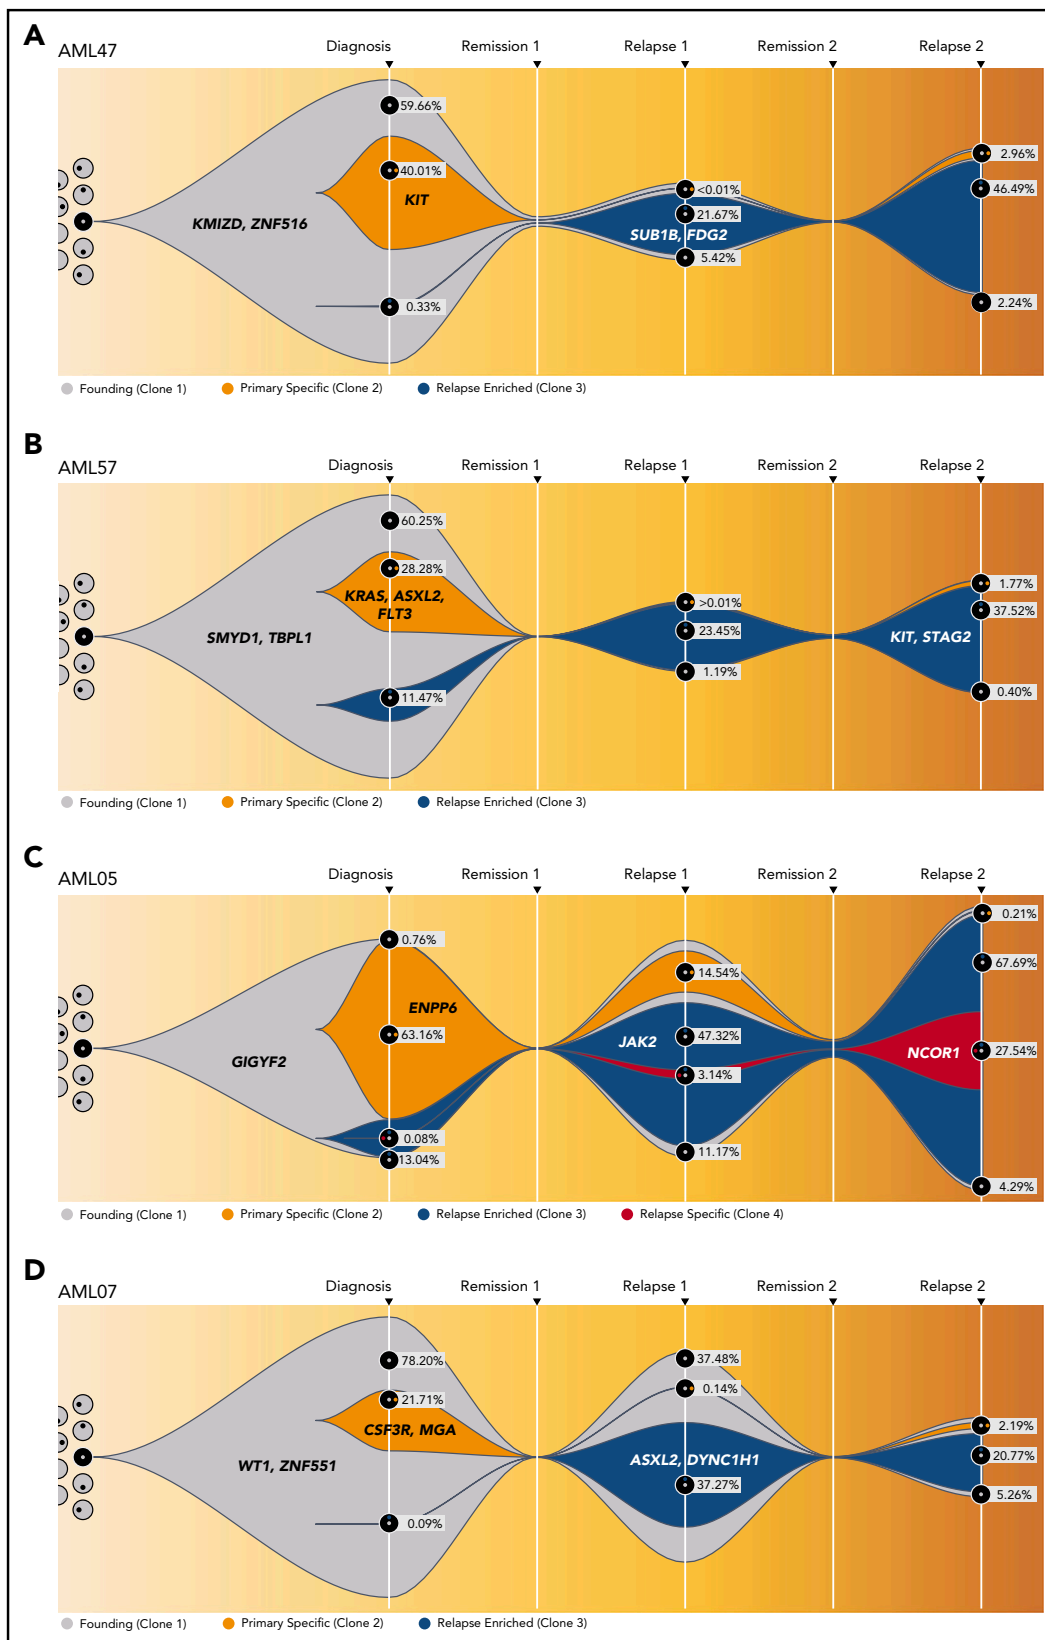 A
AML47
Diagnosis Remission 1 Relapse 1 Remission 2 Relapse 2
59.66%
40.01%
KIT
KMIZD, ZNF516
0.33%
<0.01%
21.67%
SUB1B, FDG2
5.42%
2.96%
46.49%
2.24%
Founding (Clone 1) Primary Specific (Clone 2) Relapse Enriched (Clone 3)
B
AML57
Diagnosis Remission 1 Relapse 1 Remission 2 Relapse 2
60.25%
28.28%
KRAS, ASXL2,
FLT3
SMYD1, TBPL1
11.47%
>0.01%
23.45%
1.19%
1.77%
37.52%
KIT, STAG2
0.40%
Founding (Clone 1) Primary Specific (Clone 2) Relapse Enriched (Clone 3)
C
AML05
Diagnosis Remission 1 Relapse 1 Remission 2 Relapse 2
0.76%
ENPP6
63.16%
GIGYF2
0.08%
13.04%
14.54%
JAK2
47.32%
3.14%
11.17%
0.21%
67.69%
NCOR1
27.54%
4.29%
Founding (Clone 1) Primary Specific (Clone 2) Relapse Enriched (Clone 3) Relapse Specific (Clone 4)
D
AML07
Diagnosis Remission 1 Relapse 1 Remission 2 Relapse 2
78.20%
21.71%
CSF3R, MGA
WT1, ZNF551
0.09%
37.48%
0.14%
ASXL2, DYNC1H1
37.27%
2.19%
20.77%
5.26%
Founding (Clone 1) Primary Specific (Clone 2) Relapse Enriched (Clone 3)